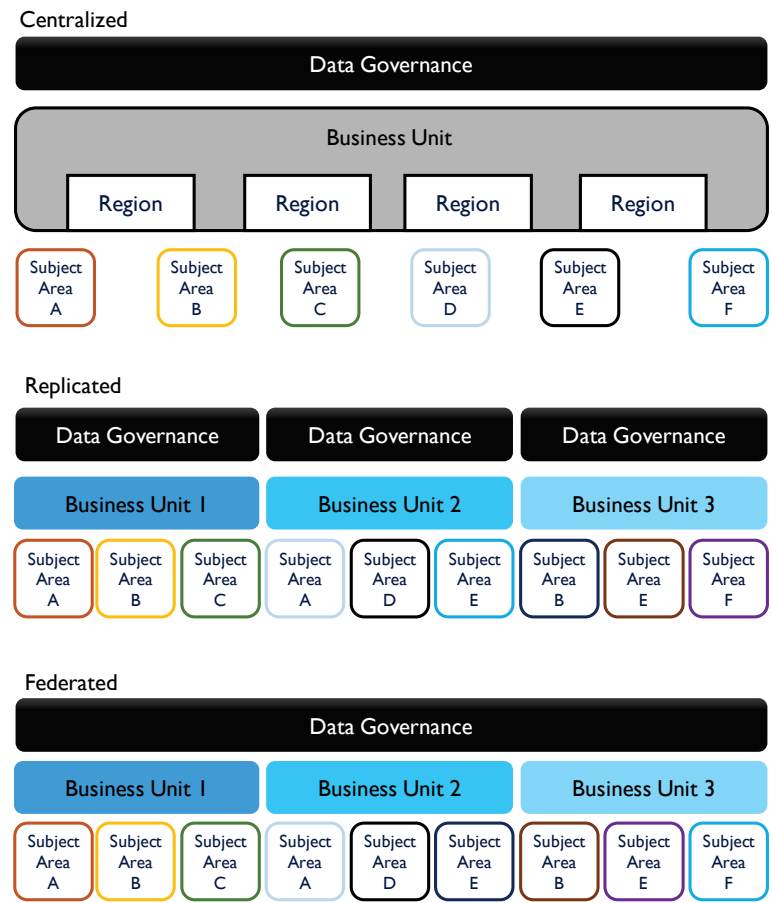 Centralized
Data Governance
Business Unit
Region Region Region Region
Subject Subject Subject Subject Subject Subject
Area Area Area Area Area Area
A B C D E F
Replicated
Data Governance Data Governance Data Governance
Business Unit 1 Business Unit 2 Business Unit 3
Subject Subject Subject Subject Subject Subject Subject Subject Subject
Area Area Area Area Area Area Area Area Area
A B C A D E B E F
Federated
Data Governance
Business Unit 1 Business Unit 2 Business Unit 3
Subject Subject Subject Subject Subject Subject Subject Subject Subject
Area Area Area Area Area Area Area Area Area
A B C A D E B E F